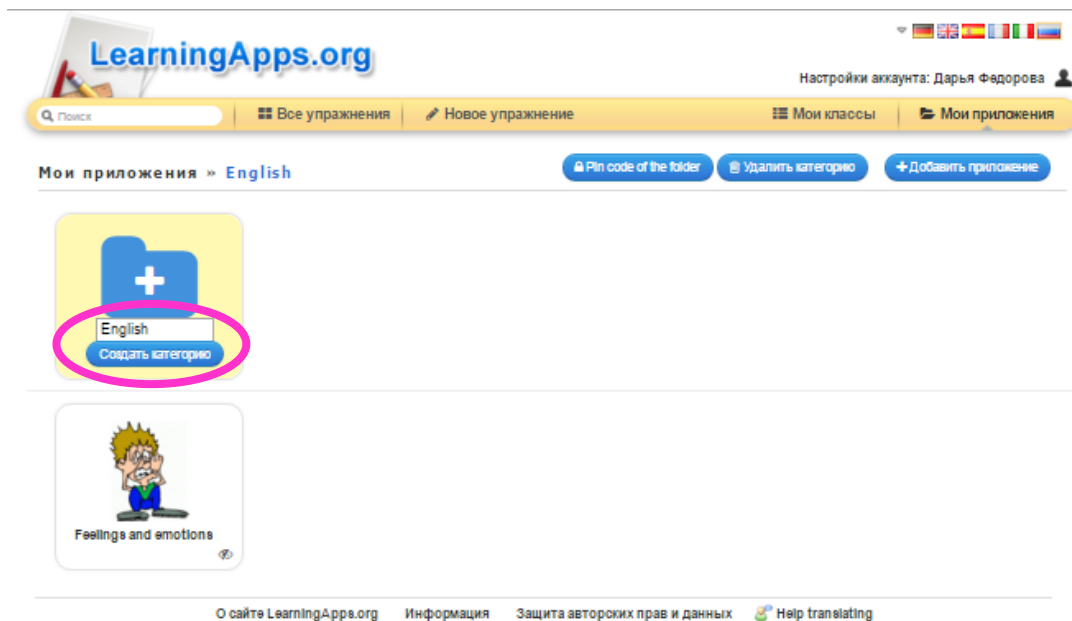 LearningApps.org
Настройки аккаунта: Дарья Федорова
Поиск
Все упражнения
Новое упражнение
Мои классы
Мои приложения
Мои приложения » English
Pin code of the folder
Удалить категорию
+Добавить приложение
English
Создать категорию
Feelings and emotions
О сайте LearningApps.org Информация Защита авторских прав и данных Help translating